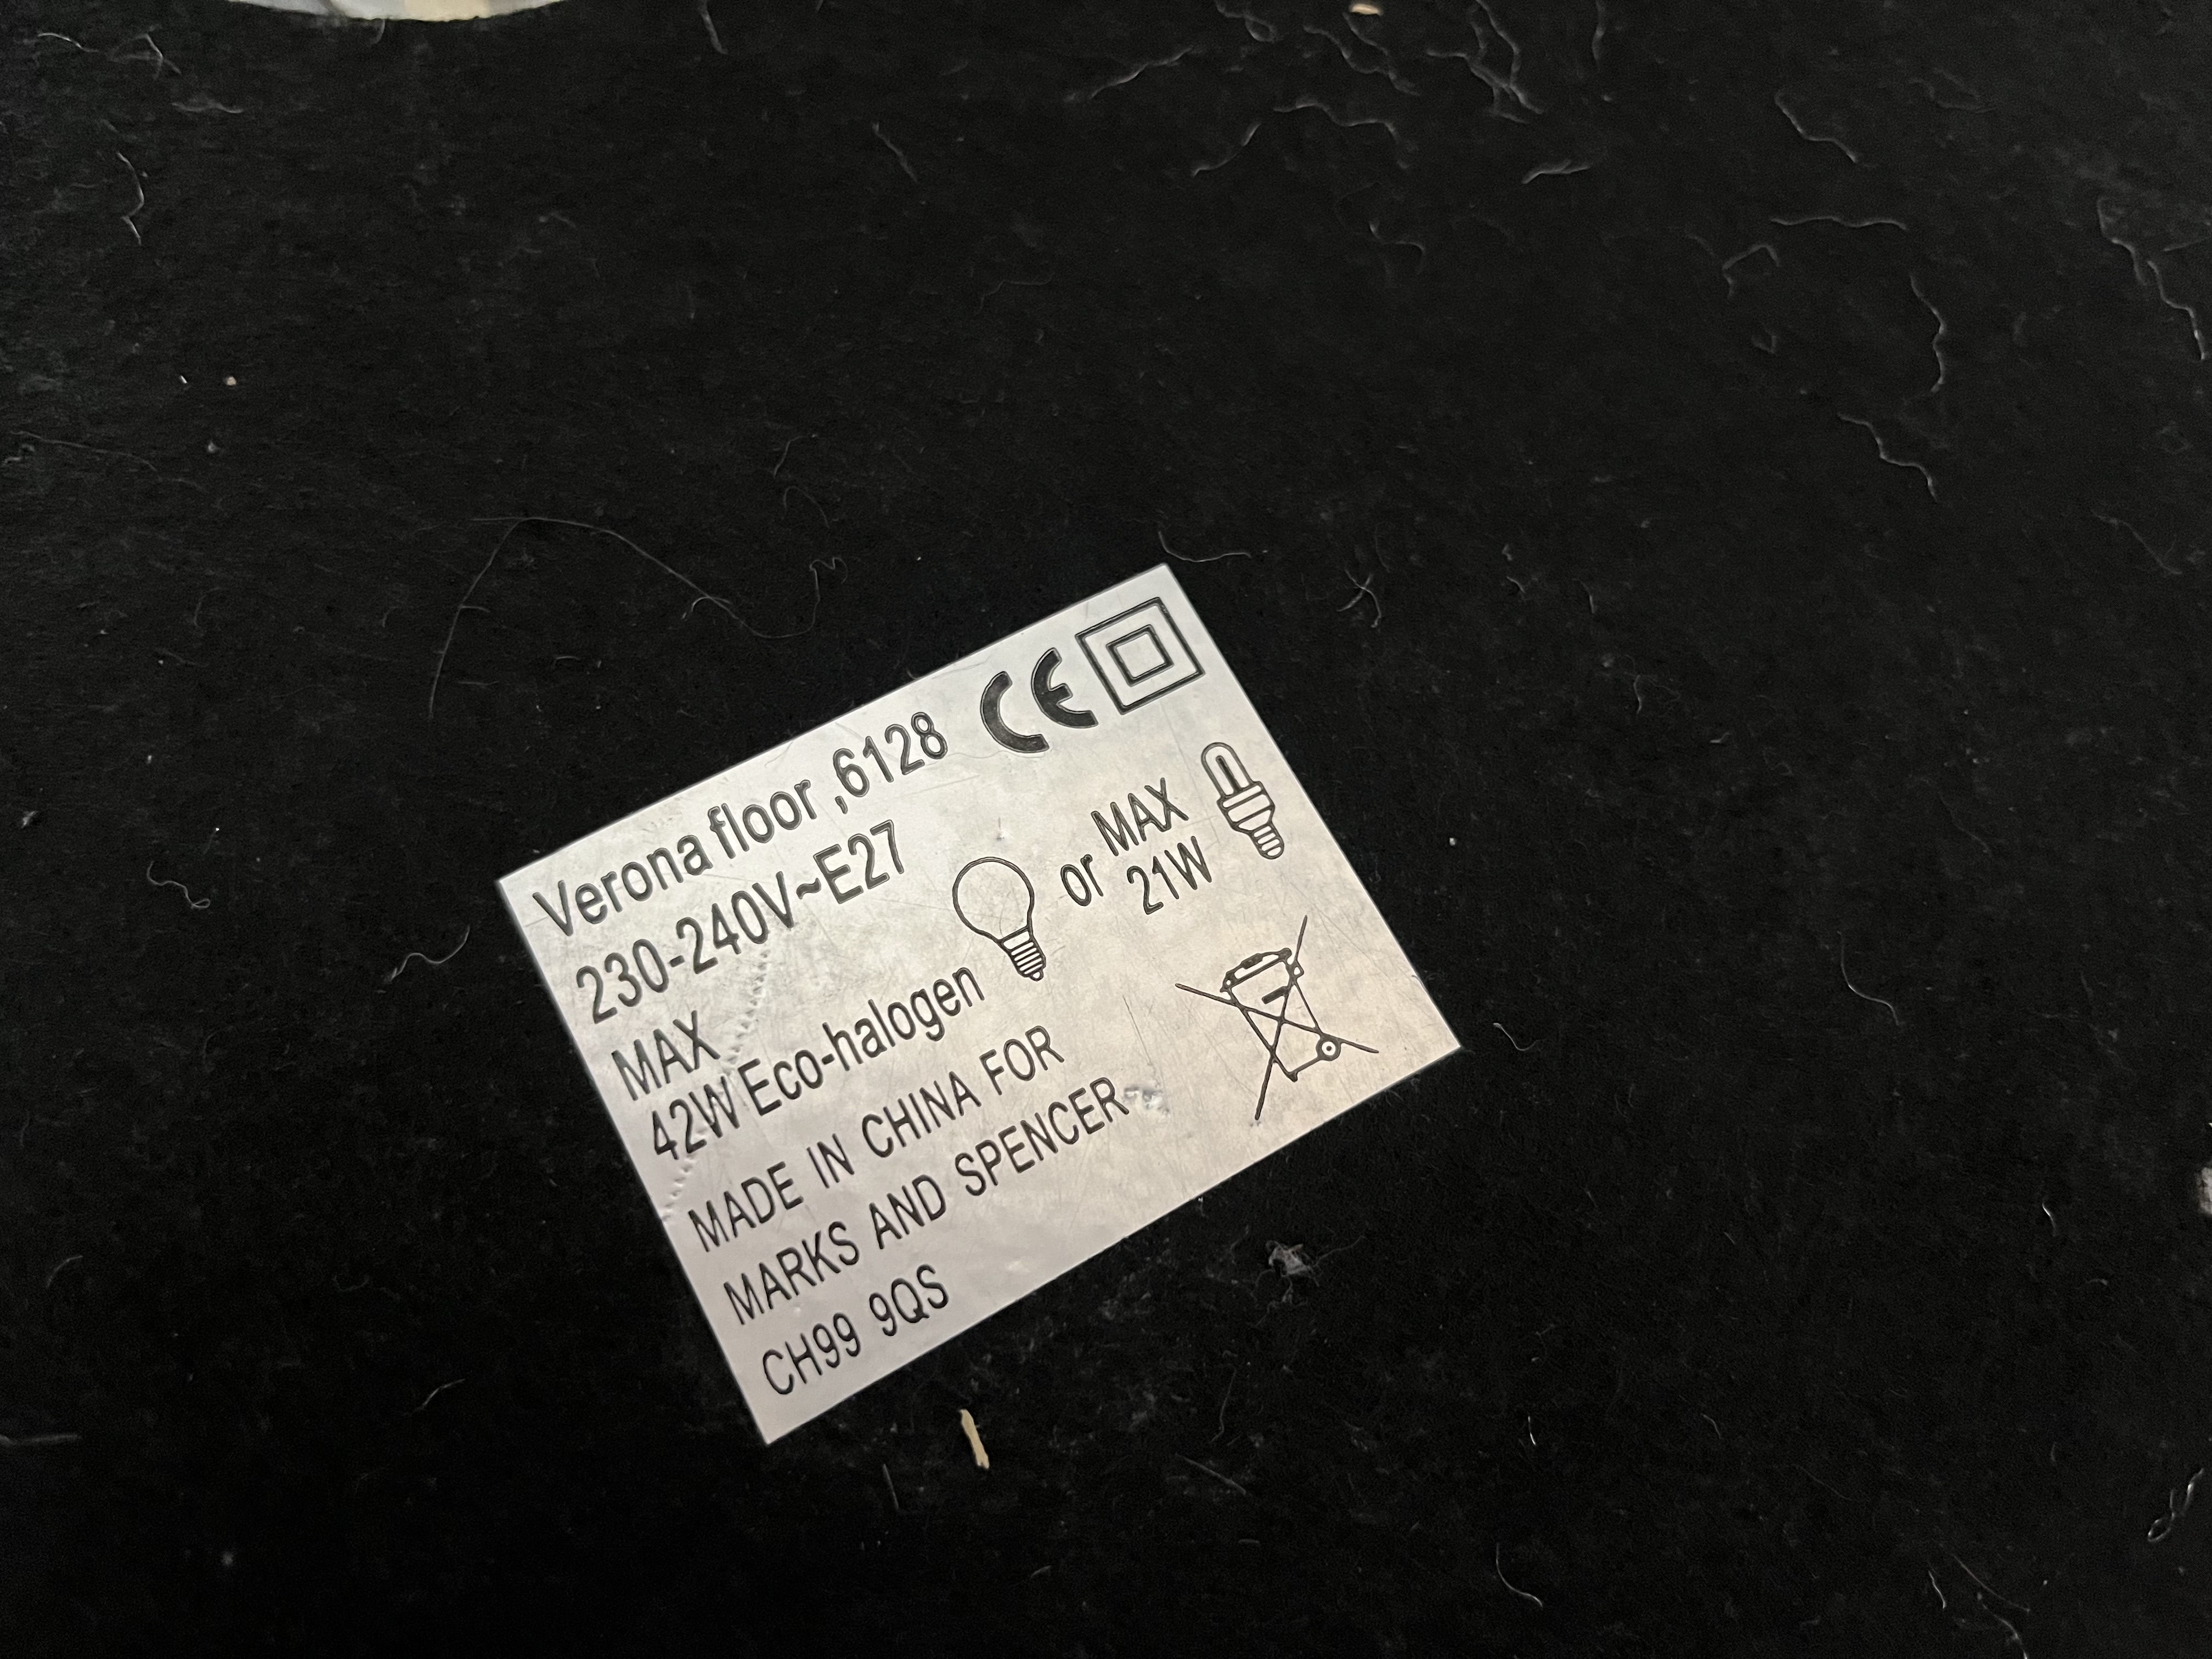 Verona floor ,6128 CE
230-240V~E27
MAX
42W Eco-halogen
or MAX
21W
MADE IN CHINA FOR
MARKS AND SPENCER
CH99 9QS